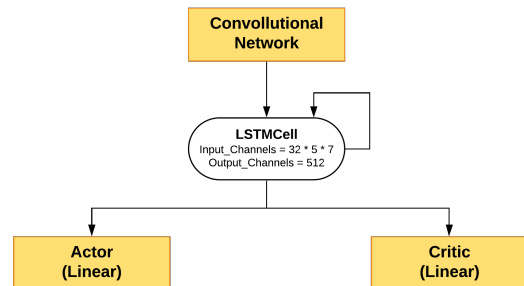 Convollutional
Network
LSTMCell
Input_Channels = 32 * 5 * 7
Output_Channels = 512
Actor
(Linear)
Critic
(Linear)